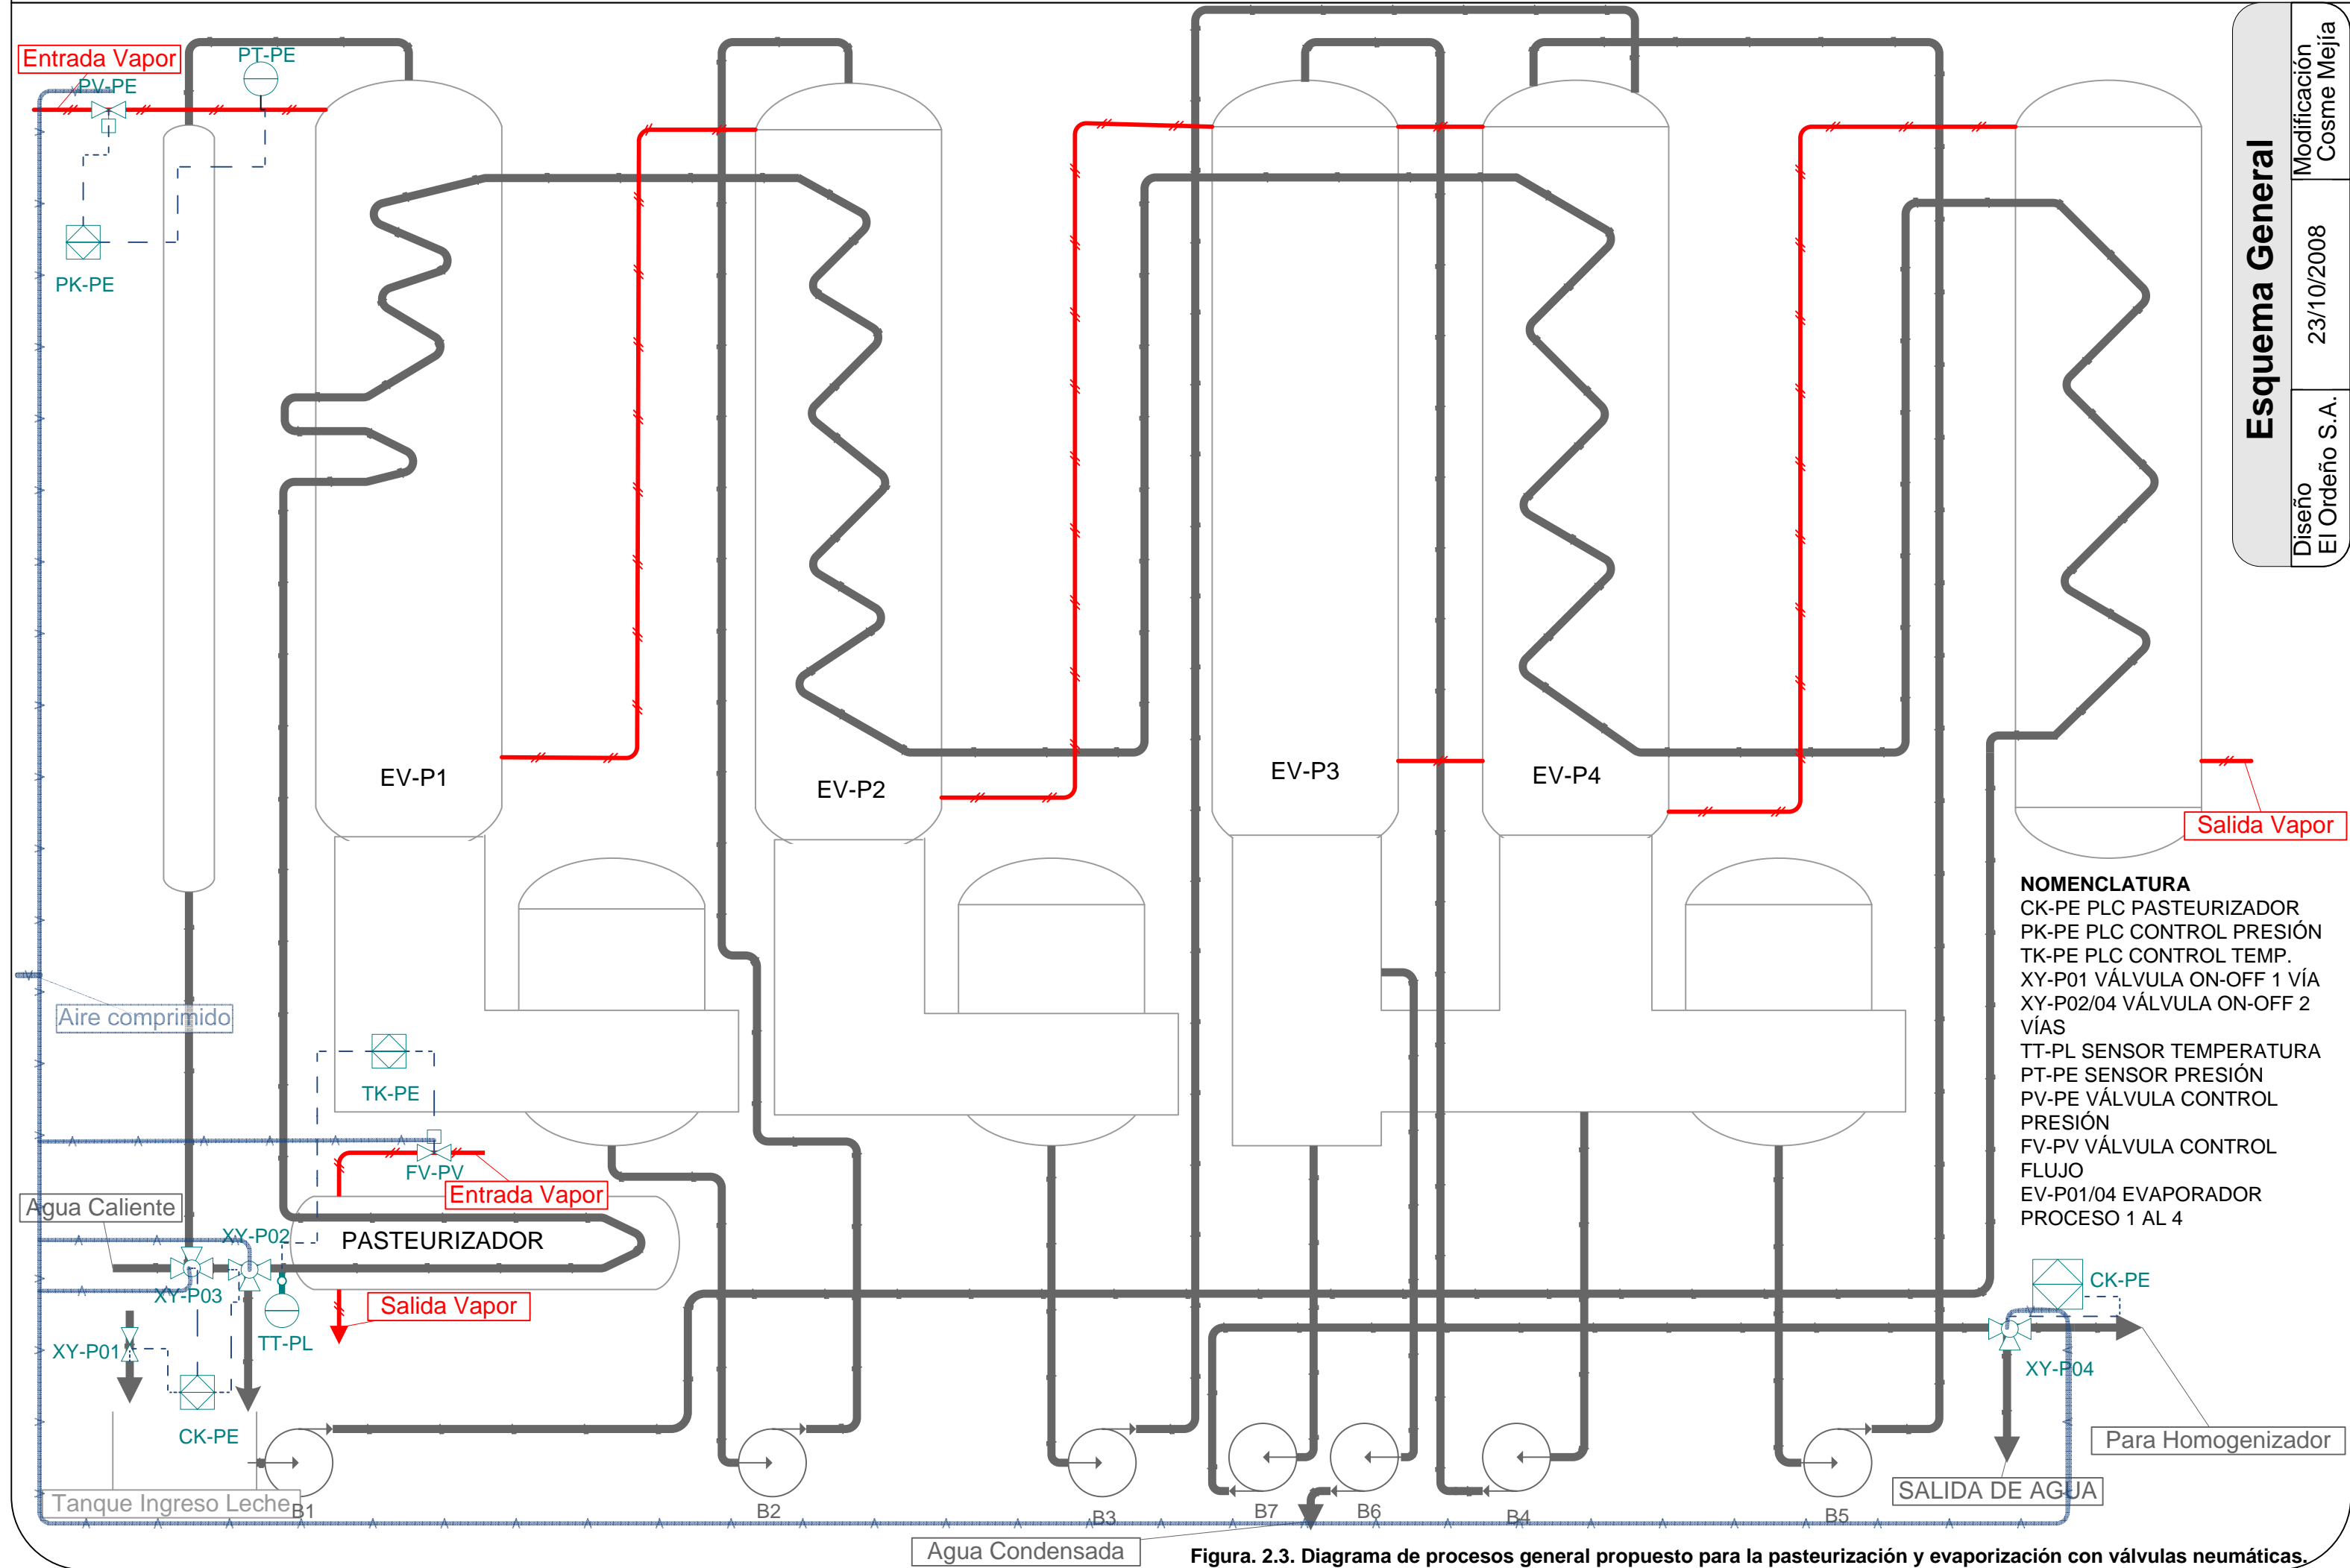 Entrada Vapor
PT-PE
PV-PE
PK-PE
EV-P1
EV-P2
EV-P3
EV-P4
Esquema General
Modificación
Cosme Mejía
23/10/2008
Diseño
El Ordeño S.A.
Salida Vapor
NOMENCLATURA
CK-PE PLC PASTEURIZADOR
PK-PE PLC CONTROL PRESIÓN
TK-PE PLC CONTROL TEMP.
XY-P01 VÁLVULA ON-OFF 1 VÍA
XY-P02/04 VÁLVULA ON-OFF 2
VÍAS
TT-PL SENSOR TEMPERATURA
PT-PE SENSOR PRESIÓN
PV-PE VÁLVULA CONTROL
PRESIÓN
FV-PV VÁLVULA CONTROL
FLUJO
EV-P01/04 EVAPORADOR
PROCESO 1 AL 4
Aire comprimido
TK-PE
FV-PV
Entrada Vapor
Agua Caliente
XY-P02
PASTEURIZADOR
XY-P03
Salida Vapor
TT-PL
XY-P01
CK-PE
CK-PE
XY-P04
Para Homogenizador
SALIDA DE AGUA
Tanque Ingreso Leche
B1
B2
B3
B7
B6
B4
B5
Agua Condensada
Figura. 2.3. Diagrama de procesos general propuesto para la pasteurización y evaporización con válvulas neumáticas.